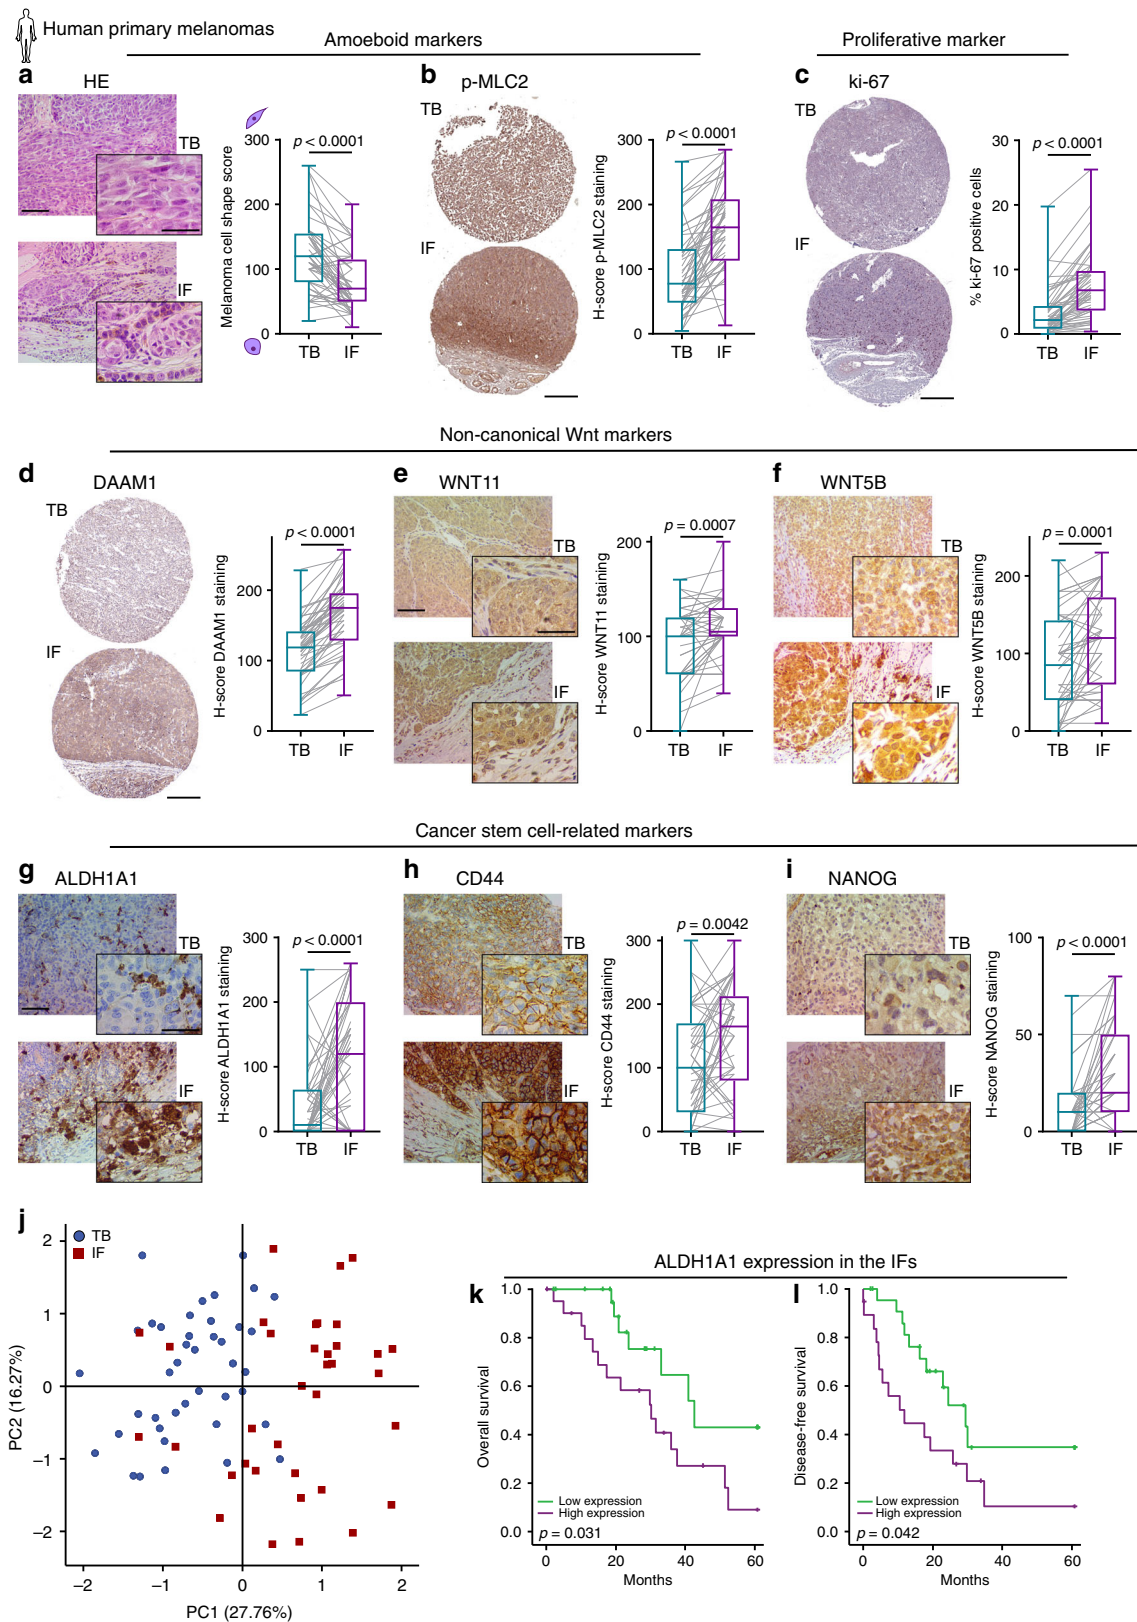 Human primary melanomas
Amoeboid markers
Proliferative marker
a
HE
TB
IF
Melanoma cell shape score
300
200
100
0
p < 0.0001
TB
IF
b
p-MLC2
TB
IF
H-score p-MLC2 staining
300
200
100
0
p < 0.0001
TB
IF
c
ki-67
TB
IF
% ki-67 positive cells
30
20
10
0
p < 0.0001
TB
IF
Non-canonical Wnt markers
d
DAAM1
TB
IF
H-score DAAM1 staining
200
100
0
p < 0.0001
TB
IF
e
WNT11
TB
IF
H-score WNT11 staining
200
100
0
p = 0.0007
TB
IF
f
WNT5B
TB
IF
H-score WNT5B staining
200
100
0
p = 0.0001
TB
IF
Cancer stem cell-related markers
g
ALDH1A1
TB
IF
H-score ALDH1A1 staining
300
200
100
0
p < 0.0001
TB
IF
h
CD44
TB
IF
H-score CD44 staining
300
200
100
0
p = 0.0042
TB
IF
i
NANOG
TB
IF
H-score NANOG staining
100
50
0
p < 0.0001
TB
IF
j
TB
IF
PC2 (16.27%)
2
1
0
–1
–2
–2
–1
0
1
2
PC1 (27.76%)
ALDH1A1 expression in the IFs
k
Overall survival
1.0
0.8
0.6
0.4
0.2
0.0
Low expression
High expression
p = 0.031
0
20
40
60
Months
l
Disease-free survival
1.0
0.8
0.6
0.4
0.2
0.0
Low expression
High expression
p = 0.042
0
20
40
60
Months